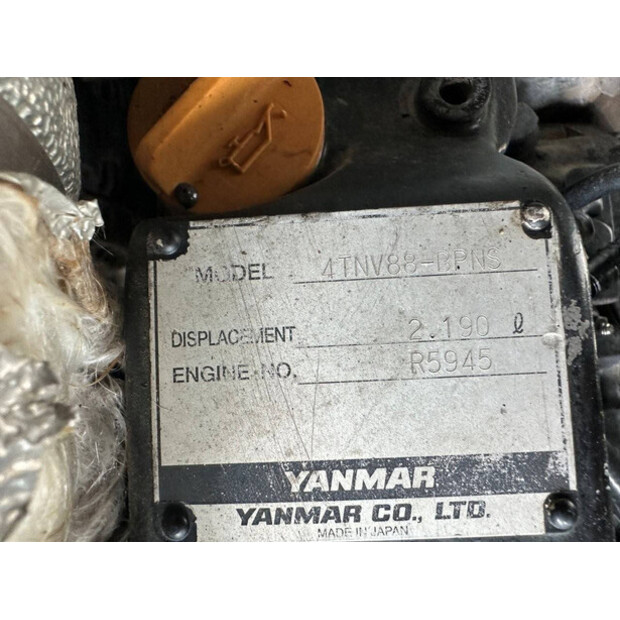 MODEL 4TNV88-BPNS
DISPLACEMENT 2.190 ℓ
ENGINE NO. R5945
YANMAR
YANMAR CO., LTD.
MADE IN JAPAN